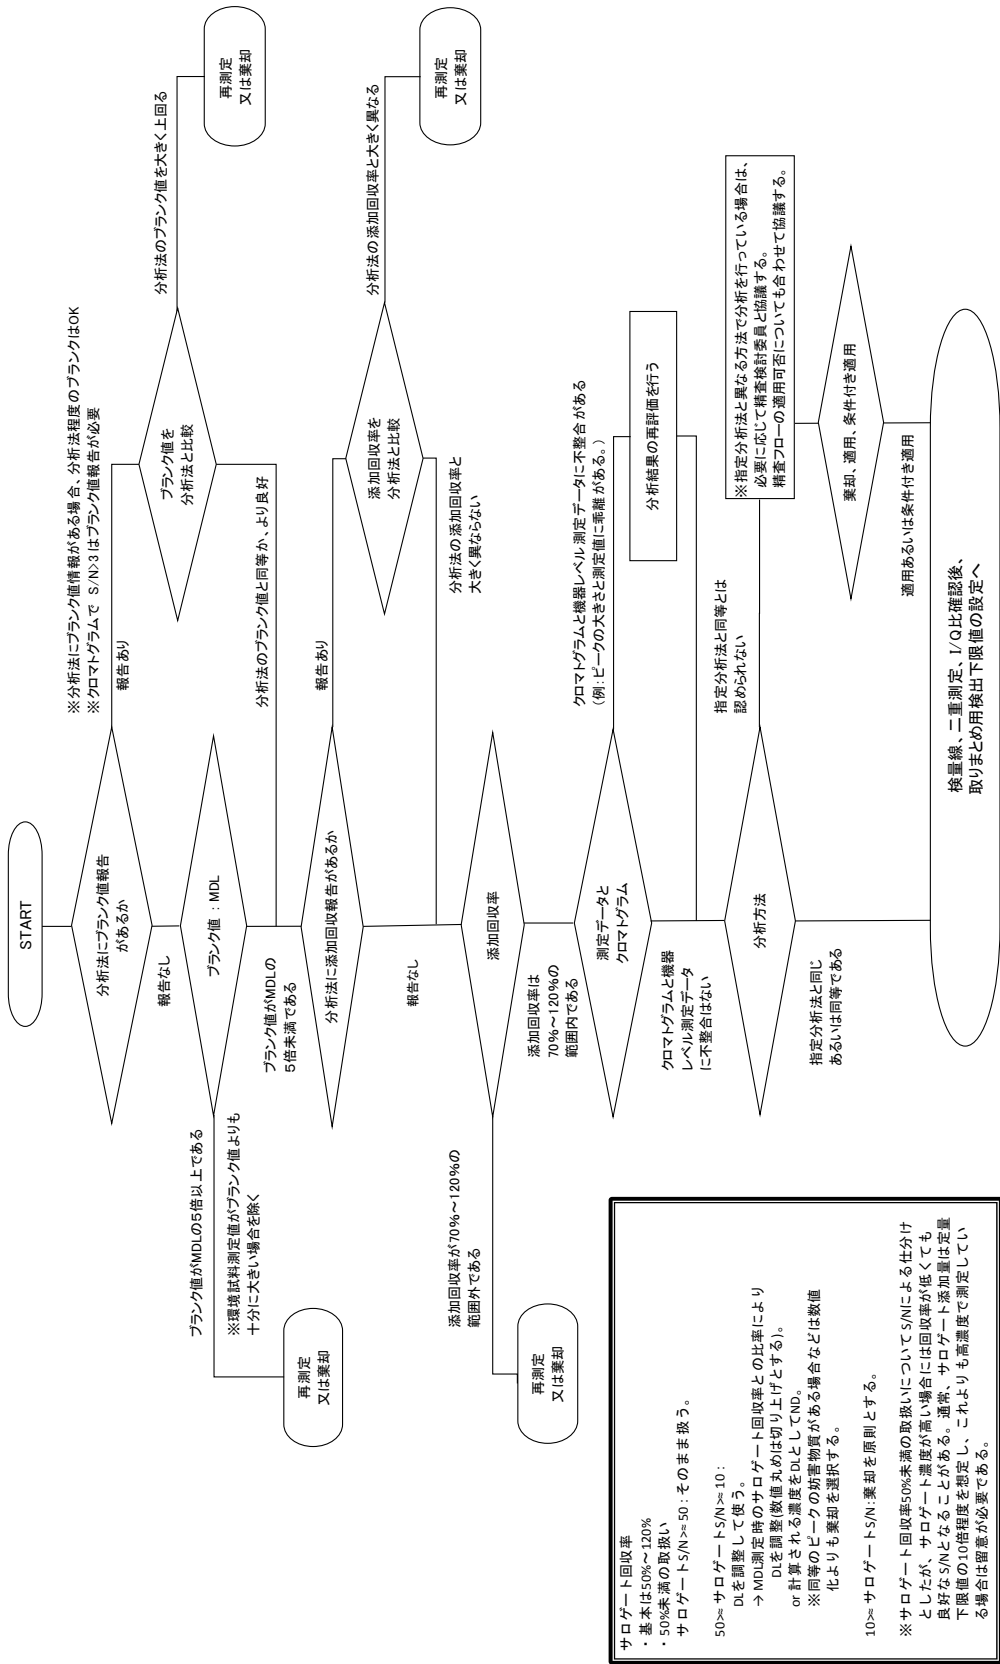 START
分析法にブランク値報告
があるか
※分析法にブランク値情報がある場合、分析法程度のブランクはOK
※クロマトグラムで S/N>3 はブランク値報告が必要
報告あり
ブランク値を
分析法と比較
分析法のブランク値を大きく上回る
再測定
又は棄却
報告なし
ブランク値 : MDL
ブランク値がMDLの5倍以上である
※環境試料測定値がブランク値よりも
十分に大きい場合を除く
再測定
又は棄却
分析法のブランク値と同等か、より良好
ブランク値がMDLの
5倍未満である
分析法に添加回収報告があるか
報告あり
添加回収率を
分析法と比較
分析法の添加回収率と大きく異なる
再測定
又は棄却
報告なし
分析法の添加回収率と
大きく異ならない
添加回収率
添加回収率が70%~120%の
範囲外である
再測定
又は棄却
添加回収率は
70%~120%の
範囲内である
測定データと
クロマトグラム
クロマトグラムと機器レベル測定データに不整合がある
(例:ピークの大きさと測定値に乖離がある。)
分析結果の再評価を行う
クロマトグラムと機器
レベル測定データ
に不整合はない
分析方法
指定分析法と同等とは
認められない
※指定分析法と異なる方法で分析を行っている場合は、
必要に応じて精査検討委員と協議する。
精査フローの適用可否についても合わせて協議する。
棄却、適用、条件付き適用
適用あるいは条件付き適用
指定分析法と同じ
あるいは同等である
検量線、二重測定、I/Q比確認後、
取りまとめ用検出下限値の設定へ
サロゲート回収率
・基本は50%~120%
・50%未満の取扱い
サロゲートS/N>≈50:そのまま扱う。
50>≈サロゲートS/N>≈10:
DLを調整して使う。
→MDL測定時のサロゲート回収率との比率により
DLを調整(数値丸めは切り上げとする)。
or 計算される濃度をDLとしてND。
※同等のピークの妨害物質がある場合などは数値
化よりも棄却を選択する。
10>≈サロゲートS/N:棄却を原則とする。
※サロゲート回収率50%未満の取扱いについてS/Nによる仕分け
としたが、サロゲート濃度が高い場合には回収率が低くても
良好なS/Nとなることがある。通常、サロゲート添加量は定量
下限値の10倍程度を想定し、これよりも高濃度で測定してい
る場合は留意が必要である。